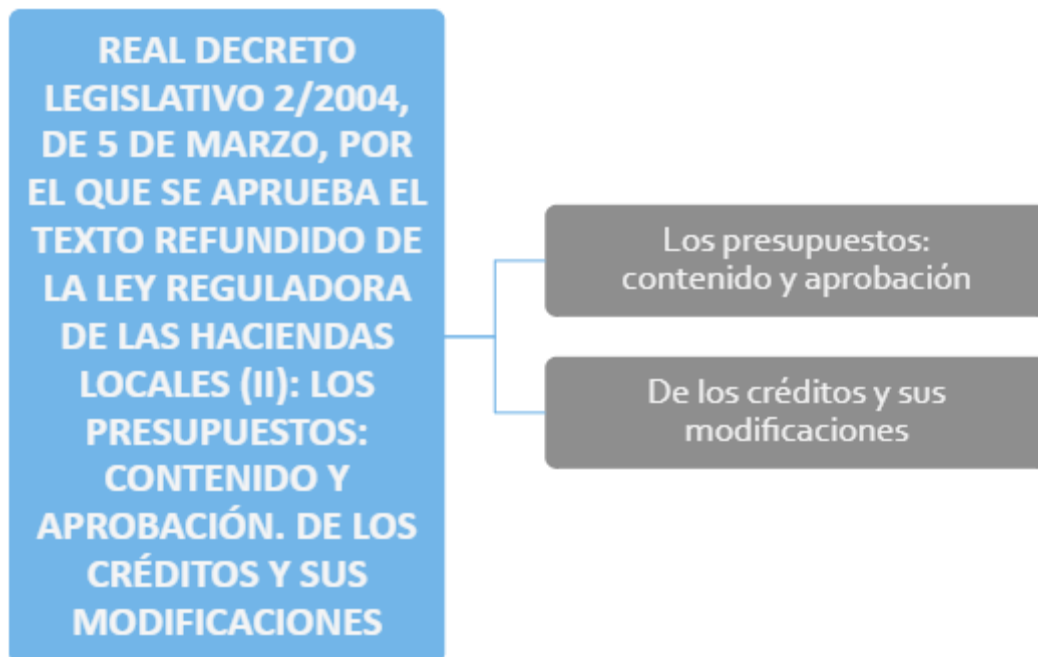 REAL DECRETO
LEGISLATIVO 2/2004,
DE 5 DE MARZO, POR
EL QUE SE APRUEBA EL
TEXTO REFUNDIDO DE
LA LEY REGULADORA
DE LAS HACIENDAS
LOCALES (II): LOS
PRESUPUESTOS:
CONTENIDO Y
APROBACIÓN. DE LOS
CRÉDITOS Y SUS
MODIFICACIONES
Los presupuestos:
contenido y aprobación
De los créditos y sus
modificaciones